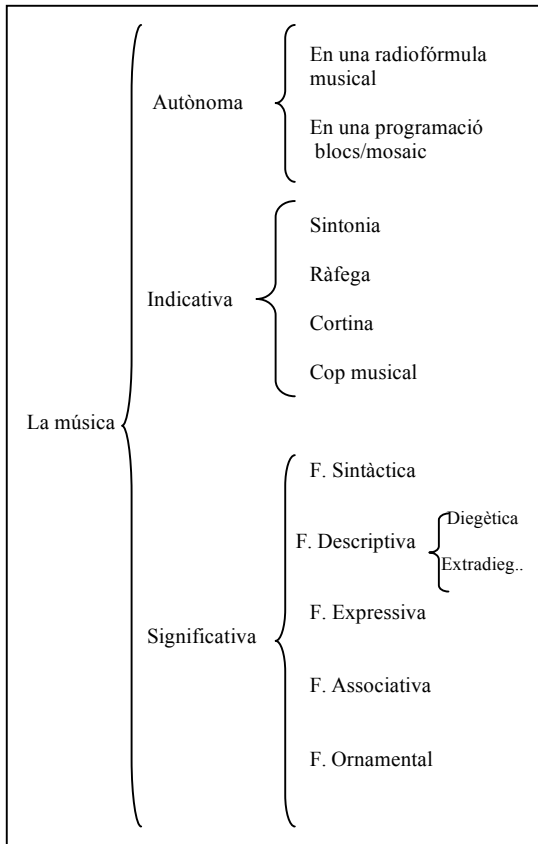 La música
Autònoma
En una radiofórmula
musical
En una programació
blocs/mosaic
Indicativa
Sintonia
Ràfega
Cortina
Cop musical
Significativa
F. Sintàctica
F. Descriptiva
Diegètica
Extradieg..
F. Expressiva
F. Associativa
F. Ornamental